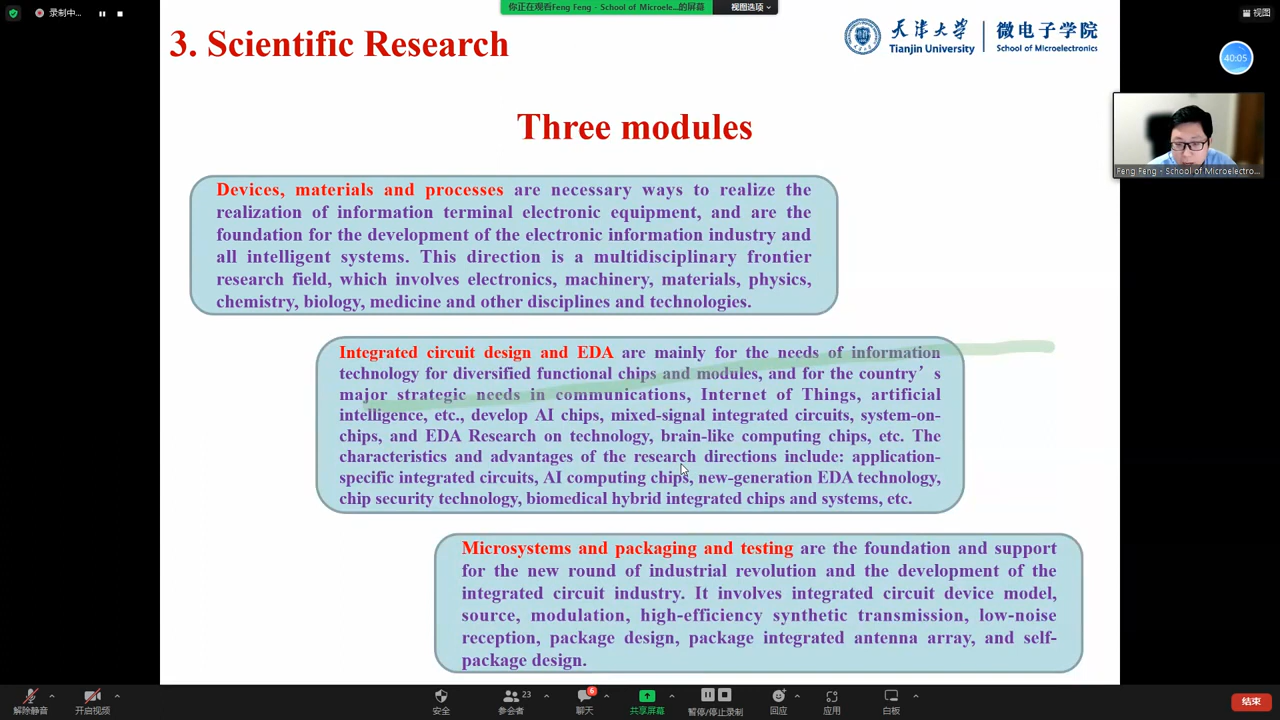 录制中...
你正在观看Feng Feng - School of Microele...的屏幕
视图选项
视图
3. Scientific Research
天津大学
Tianjin University
微电子学院
School of Microelectronics
40:05
Three modules
Feng Feng - School of Microelectro...
Devices, materials and processes are necessary ways to realize the
realization of information terminal electronic equipment, and are the
foundation for the development of the electronic information industry and
all intelligent systems. This direction is a multidisciplinary frontier
research field, which involves electronics, machinery, materials, physics,
chemistry, biology, medicine and other disciplines and technologies.
Integrated circuit design and EDA are mainly for the needs of information
technology for diversified functional chips and modules, and for the country's
major strategic needs in communications, Internet of Things, artificial
intelligence, etc., develop AI chips, mixed-signal integrated circuits, system-on-
chips, and EDA Research on technology, brain-like computing chips, etc. The
characteristics and advantages of the research directions include: application-
specific integrated circuits, AI computing chips, new-generation EDA technology,
chip security technology, biomedical hybrid integrated chips and systems, etc.
Microsystems and packaging and testing are the foundation and support
for the new round of industrial revolution and the development of the
integrated circuit industry. It involves integrated circuit device model,
source, modulation, high-efficiency synthetic transmission, low-noise
reception, package design, package integrated antenna array, and self-
package design.
解除静音
开启视频
安全
23
参会者
6
聊天
共享屏幕
暂停/停止录制
回应
应用
白板
结束